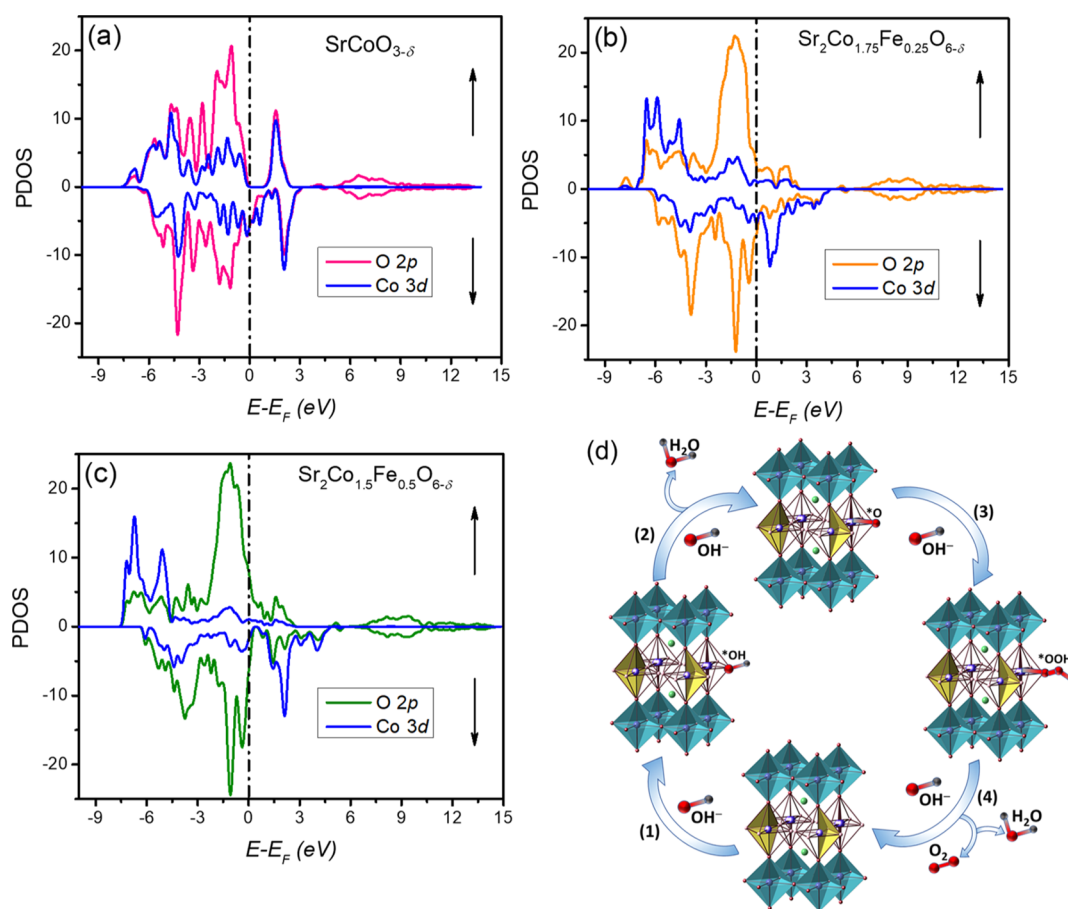 (a)
SrCoO3-δ
20
10
0
-10
-20
PDOS
O 2p
Co 3d
-9 -6 -3 0 3 6 9 12 15
E-EF (eV)
(b)
Sr2Co1.75Fe0.25O6-δ
20
10
0
-10
-20
PDOS
O 2p
Co 3d
-9 -6 -3 0 3 6 9 12 15
E-EF (eV)
(c)
Sr2Co1.5Fe0.5O6-δ
20
10
0
-10
-20
PDOS
O 2p
Co 3d
-9 -6 -3 0 3 6 9 12 15
E-EF (eV)
(d)
H2O
(2)
OH−
*O
(3)
OH−
*OH
*OOH
(1)
OH−
OH−
(4)
H2O
O2